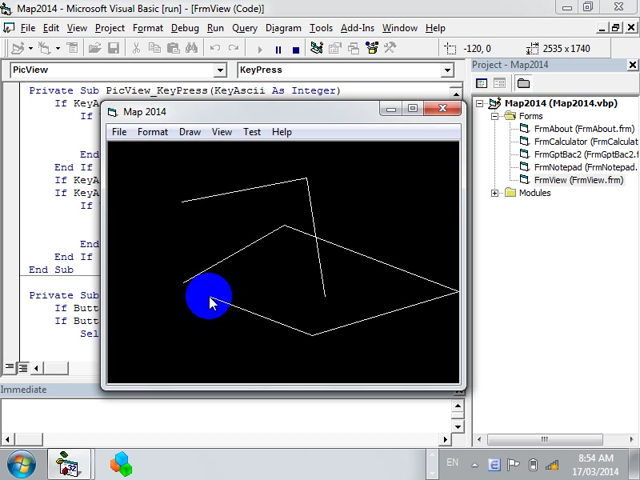 Map2014 - Microsoft Visual Basic [run] - [FrmView (Code)]
File Edit View Project Format Debug Run Query Diagram Tools Add-Ins Window Help
-120, 0 2535 x 1740
PicView KeyPress
Private Sub PicView_KeyPress(KeyAscii As Integer)
If KeyA
If
End
End If
If KeyA
If KeyA
If
End
End If
End Sub
Private Sub
If Butt
If Butt
Sel
Map 2014
File Format Draw View Test Help
Project - Map2014
Map2014 (Map2014.vbp)
Forms
FrmAbout (FrmAbout.frm)
FrmCalculator (FrmCalculat
FrmGptBac2 (FrmGptBac2.f
FrmNotepad (FrmNotepad.
FrmView (FrmView.frm)
Modules
Immediate
32
EN
8:54 AM
17/03/2014